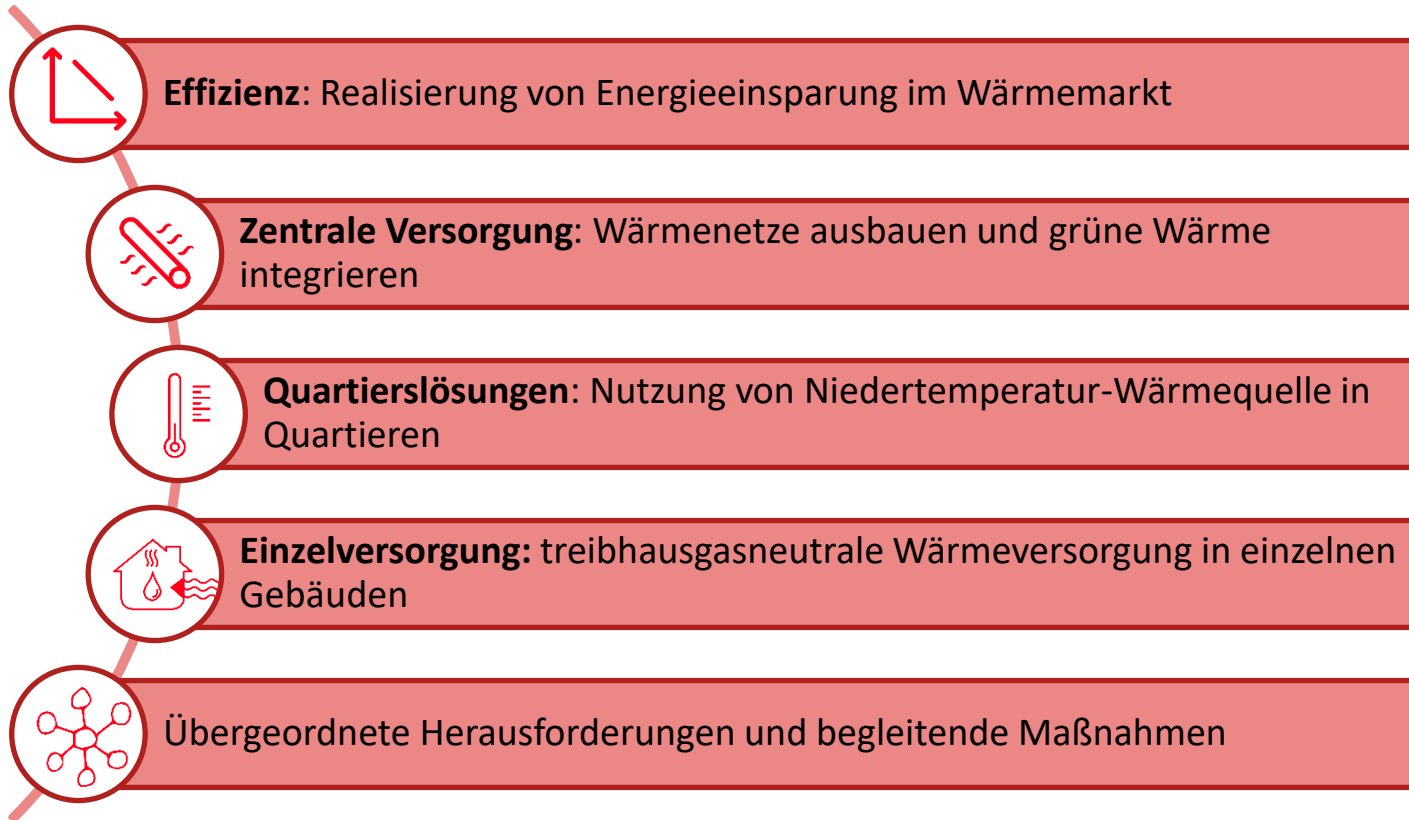 Effizienz: Realisierung von Energieeinsparung im Wärmemarkt
Zentrale Versorgung: Wärmenetze ausbauen und grüne Wärme
integrieren
Quartierslösungen: Nutzung von Niedertemperatur-Wärmequelle in
Quartieren
Einzelversorgung: treibhausgasneutrale Wärmeversorgung in einzelnen
Gebäuden
Übergeordnete Herausforderungen und begleitende Maßnahmen